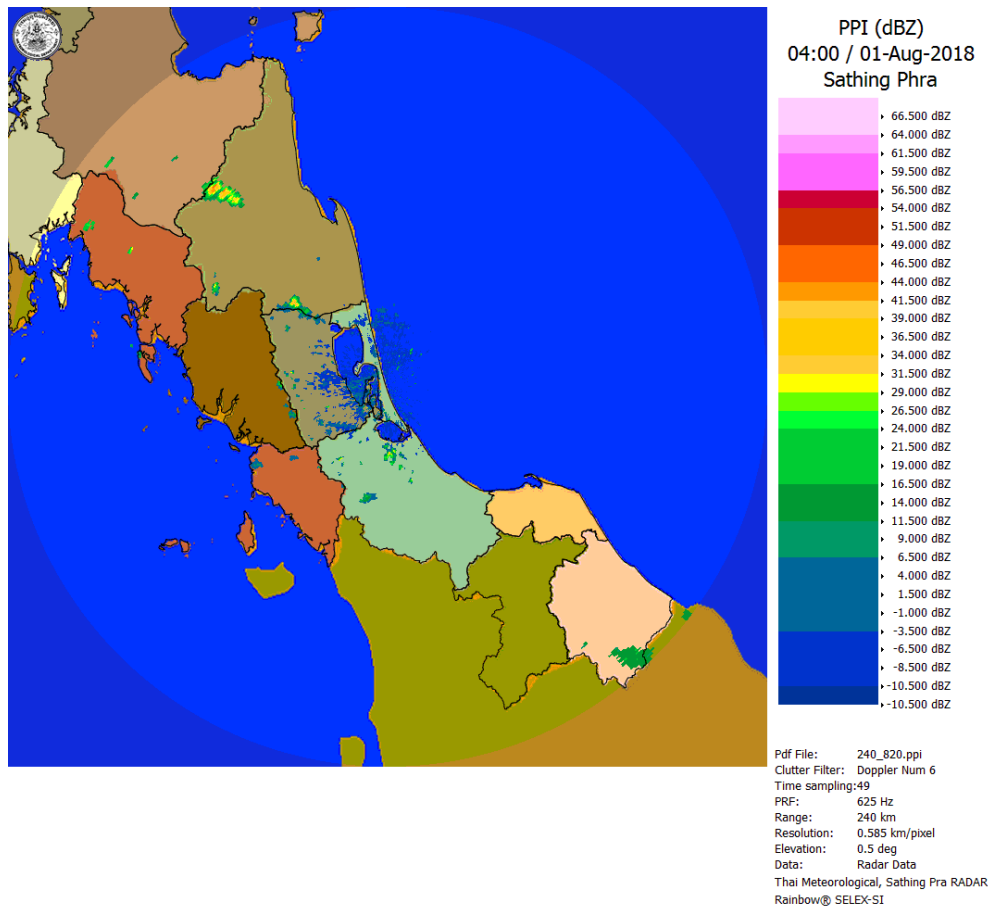 PPI (dBZ)
04:00 / 01-Aug-2018
Sathing Phra
66.500 dBZ
64.000 dBZ
61.500 dBZ
59.500 dBZ
56.500 dBZ
54.000 dBZ
51.500 dBZ
49.000 dBZ
46.500 dBZ
44.000 dBZ
41.500 dBZ
39.000 dBZ
36.500 dBZ
34.000 dBZ
31.500 dBZ
29.000 dBZ
26.500 dBZ
24.000 dBZ
21.500 dBZ
19.000 dBZ
16.500 dBZ
14.000 dBZ
11.500 dBZ
9.000 dBZ
6.500 dBZ
4.000 dBZ
1.500 dBZ
-1.000 dBZ
-3.500 dBZ
-6.500 dBZ
-8.500 dBZ
-10.500 dBZ
-10.500 dBZ
Pdf File: 240_820.ppi
Clutter Filter: Doppler Num 6
Time sampling:49
PRF: 625 Hz
Range: 240 km
Resolution: 0.585 km/pixel
Elevation: 0.5 deg
Data: Radar Data
Thai Meteorological, Sathing Pra RADAR
Rainbow® SELEX-SI